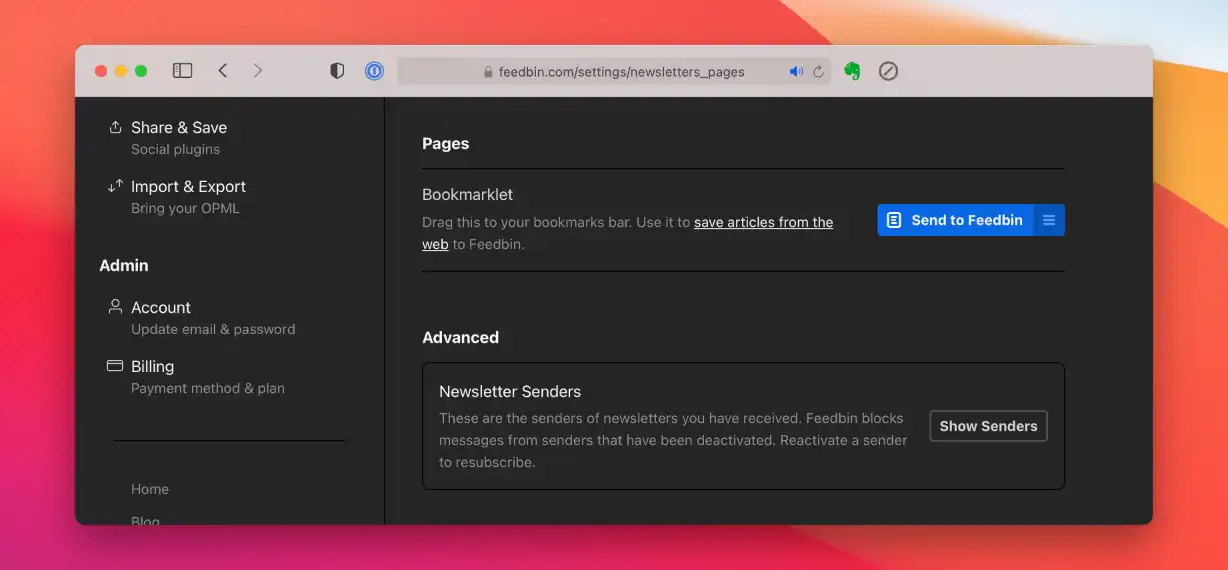 feedbin.com/settings/newsletters_pages
Share & Save
Social plugins
Import & Export
Bring your OPML
Admin
Account
Update email & password
Billing
Payment method & plan
Home
Blog
Pages
Bookmarklet
Drag this to your bookmarks bar. Use it to save articles from the
web to Feedbin.
Send to Feedbin
Advanced
Newsletter Senders
These are the senders of newsletters you have received. Feedbin blocks
messages from senders that have been deactivated. Reactivate a sender
to resubscribe.
Show Senders